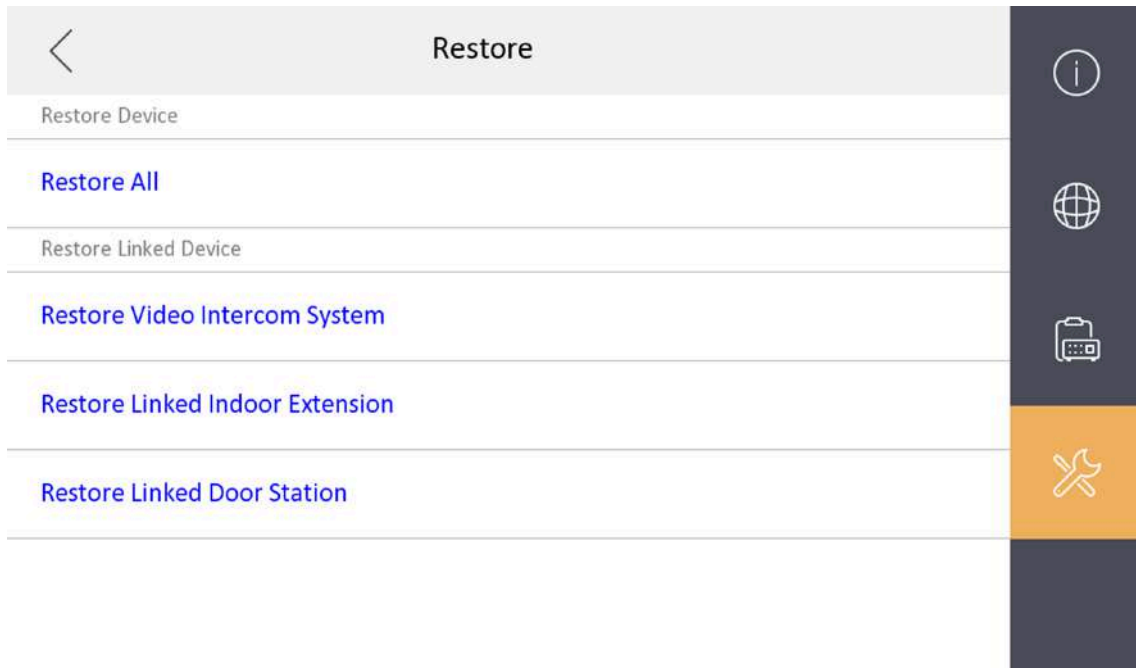 Restore
Restore Device
Restore All
Restore Linked Device
Restore Video Intercom System
Restore Linked Indoor Extension
Restore Linked Door Station